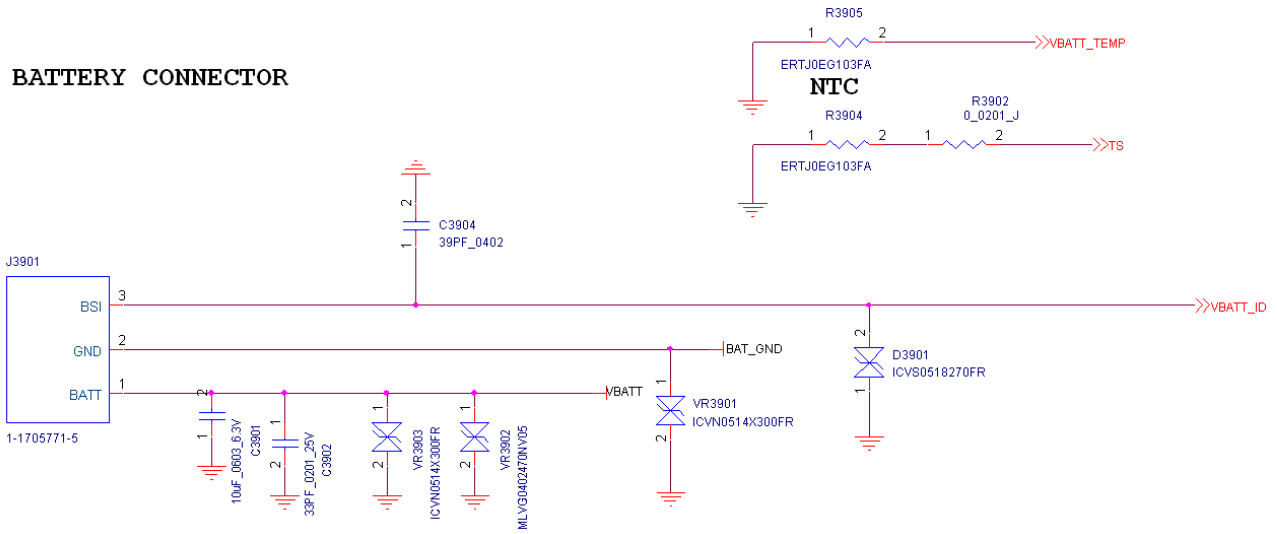 BATTERY CONNECTOR
R3905
1
2
VBATT_TEMP
ERTJ0EG103FA
NTC
R3904
1
2
R3902
0_0201_J
1
2
TS
ERTJ0EG103FA
2
1
C3904
39PF_0402
J3901
BSI
3
VBATT_ID
GND
2
BAT_GND
BATT
1
VBATT
1-1705771-5
2
1
10uF_0603_6.3V
C3901
1
2
33PF_0201_25V
C3902
1
2
VR3903
ICVN0514X300FR
1
2
VR3902
MLVG0402470NV05
1
2
VR3901
ICVN0514X300FR
2
1
D3901
ICVS0518270FR